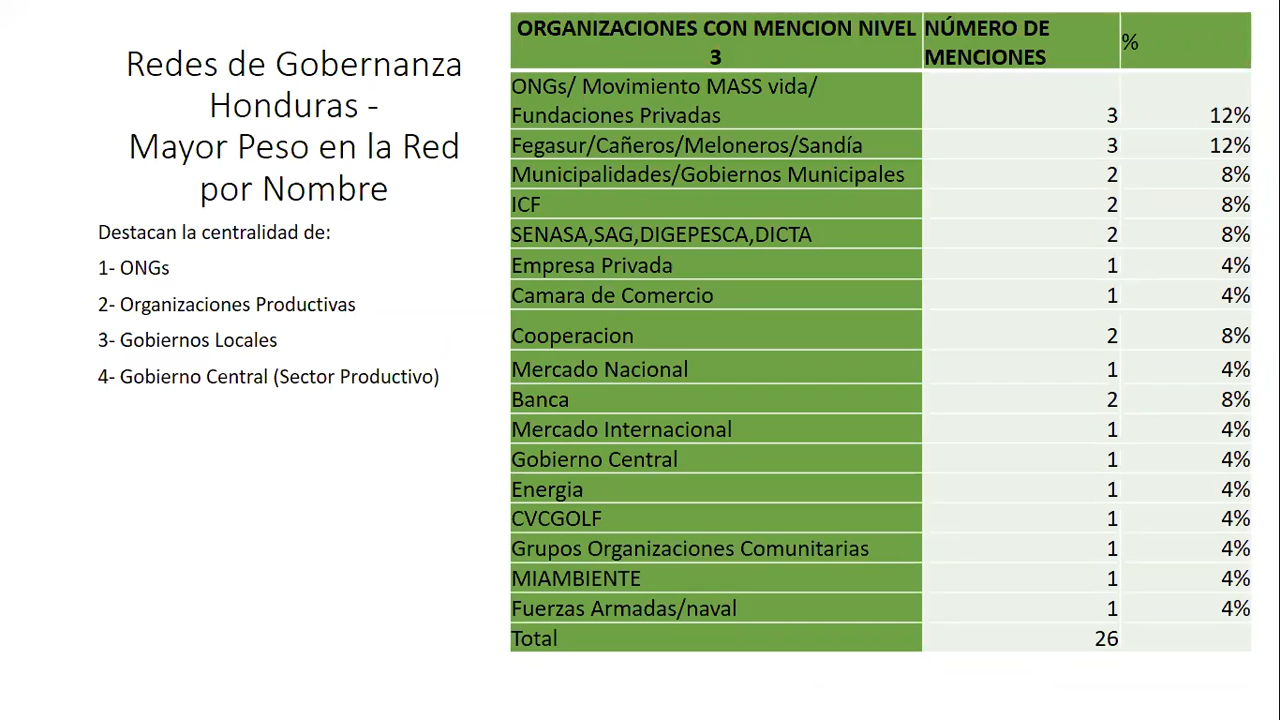 Redes de Gobernanza
Honduras -
Mayor Peso en la Red
por Nombre
Destacan la centralidad de:
1- ONGs
2- Organizaciones Productivas
3- Gobiernos Locales
4- Gobierno Central (Sector Productivo)
ORGANIZACIONES CON MENCION NIVEL 3 NÚMERO DE MENCIONES %
ONGs/ Movimiento MASS vida/
Fundaciones Privadas 3 12%
Fegasur/Cañeros/Meloneros/Sandía 3 12%
Municipalidades/Gobiernos Municipales 2 8%
ICF 2 8%
SENASA,SAG,DIGEPESCA,DICTA 2 8%
Empresa Privada 1 4%
Camara de Comercio 1 4%
Cooperacion 2 8%
Mercado Nacional 1 4%
Banca 2 8%
Mercado Internacional 1 4%
Gobierno Central 1 4%
Energia 1 4%
CVCGOLF 1 4%
Grupos Organizaciones Comunitarias 1 4%
MIAMBIENTE 1 4%
Fuerzas Armadas/naval 1 4%
Total 26